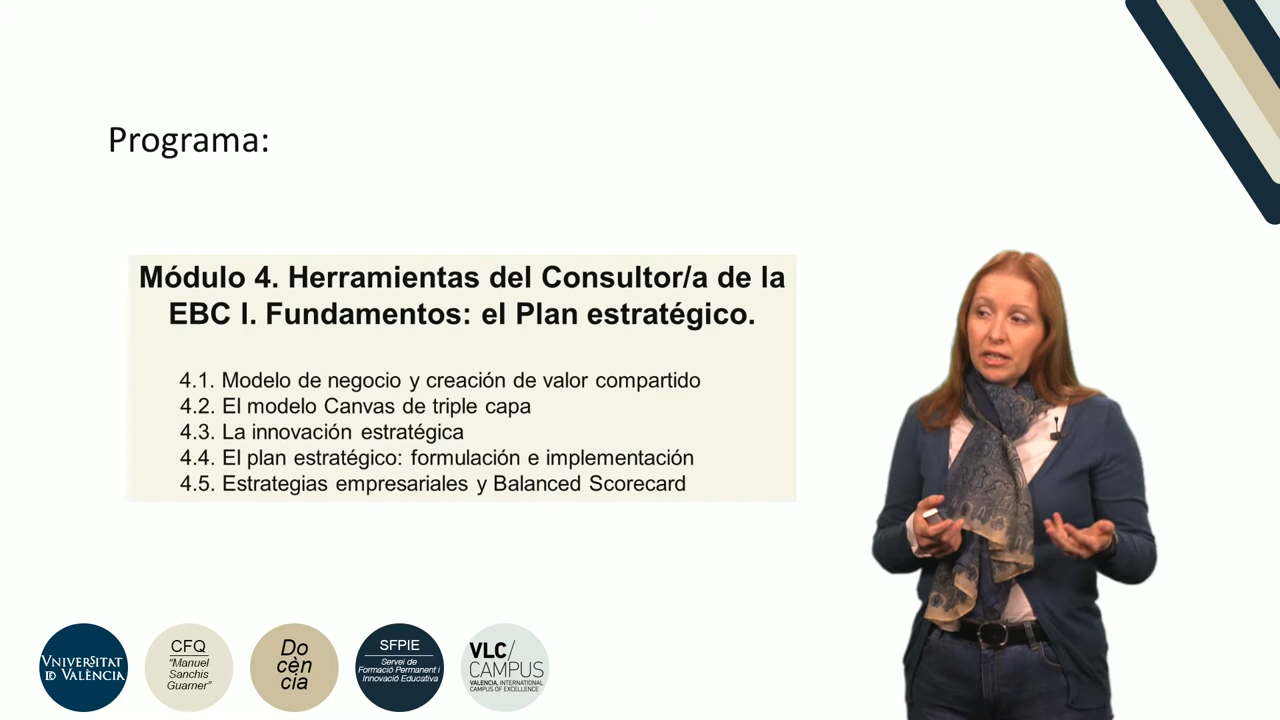 Programa:
Módulo 4. Herramientas del Consultor/a de la
EBC I. Fundamentos: el Plan estratégico.
4.1. Modelo de negocio y creación de valor compartido
4.2. El modelo Canvas de triple capa
4.3. La innovación estratégica
4.4. El plan estratégico: formulación e implementación
4.5. Estrategias empresariales y Balanced Scorecard
VNIVERSITAT
ID VALÈNCIA
CFQ
"Manuel
Sanchis
Guarner"
Do
cèn
cia
SFPIE
Servei de
Formació Permanent i
Innovació Educativa
VLC/
CAMPUS
VALENCIA, INTERNATIONAL
CAMPUS OF EXCELLENCE